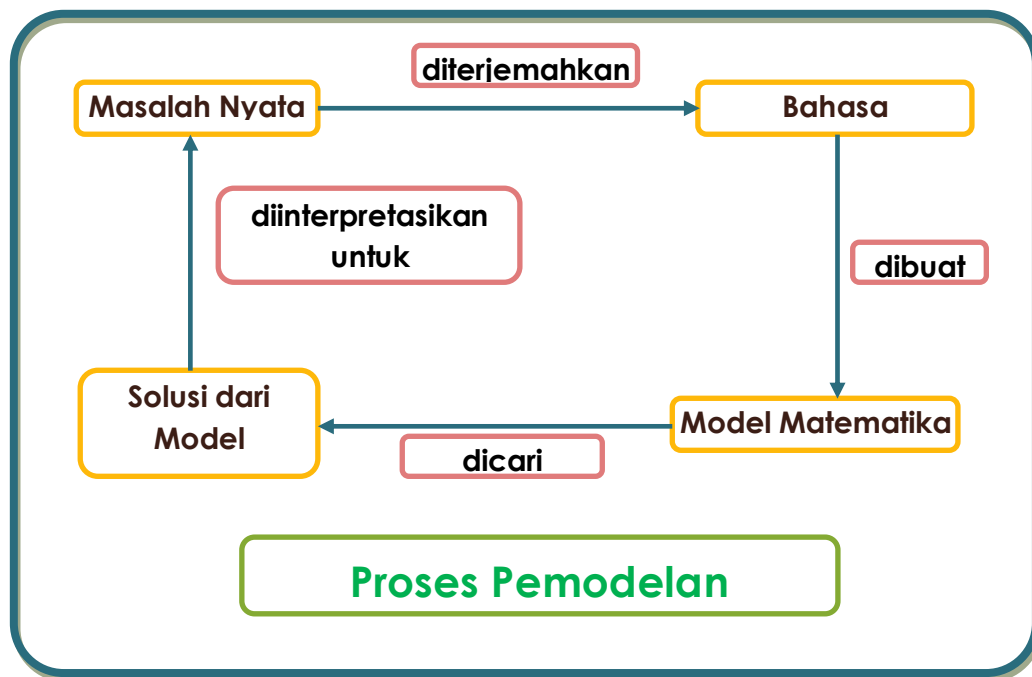 diterjemahkan
Masalah Nyata
Bahasa
diinterpretasikan
untuk
dibuat
Solusi dari
Model
Model Matematika
dicari
Proses Pemodelan